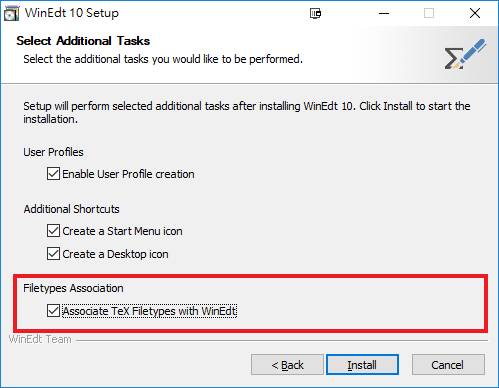 WinEdt 10 Setup
Select Additional Tasks
Select the additional tasks you would like to be performed.
Setup will perform selected additional tasks after installing WinEdt 10. Click Install to start the
installation.
User Profiles
Enable User Profile creation
Additional Shortcuts
Create a Start Menu icon
Create a Desktop icon
Filetypes Association
Associate TeX Filetypes with WinEdt
WinEdt Team
< Back
Install
Cancel